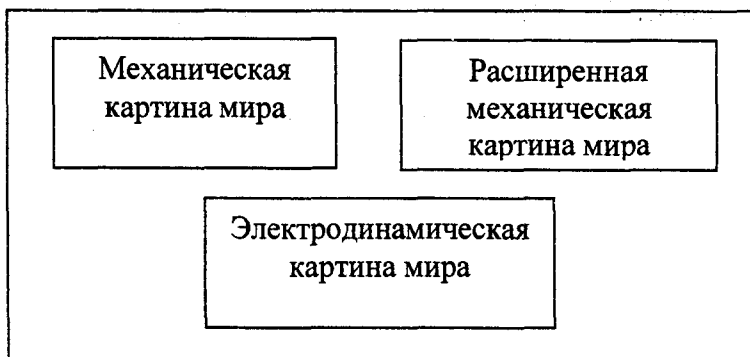 Механическая
картина мира
Расширенная
механическая
картина мира
Электродинамическая
картина мира